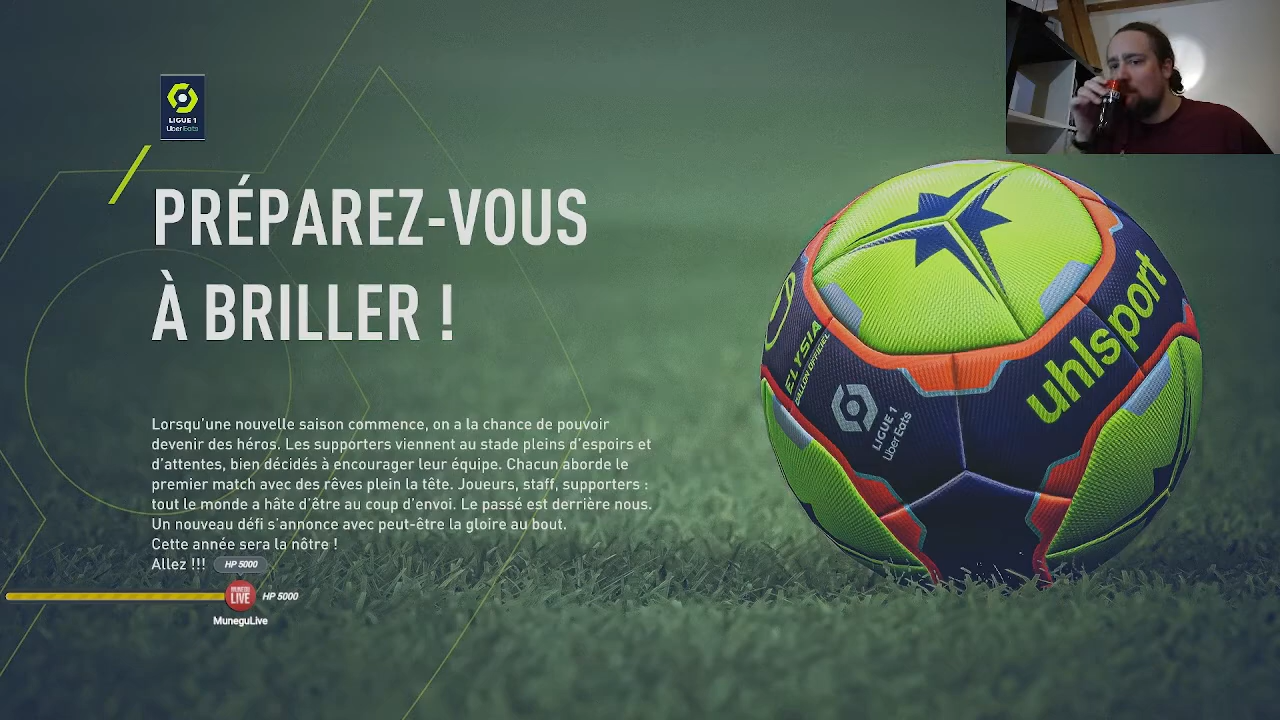 LIGUE 1
Uber Eats
PRÉPAREZ-VOUS
À BRILLER !
Lorsqu'une nouvelle saison commence, on a la chance de pouvoir
devenir des héros. Les supporters viennent au stade pleins d'espoirs et
d'attentes, bien décidés à encourager leur équipe. Chacun aborde le
premier match avec des rêves plein la tête. Joueurs, staff, supporters :
tout le monde a hâte d'être au coup d'envoi. Le passé est derrière nous.
Un nouveau défi s'annonce avec peut-être la gloire au bout.
Cette année sera la nôtre !
Allez !!!
HP 5000
LIVE
HP 5000
MuneguLive
ELYSIA
BALLON OFFICIEL
LIGUE 1
Uber Eats
uhlsport